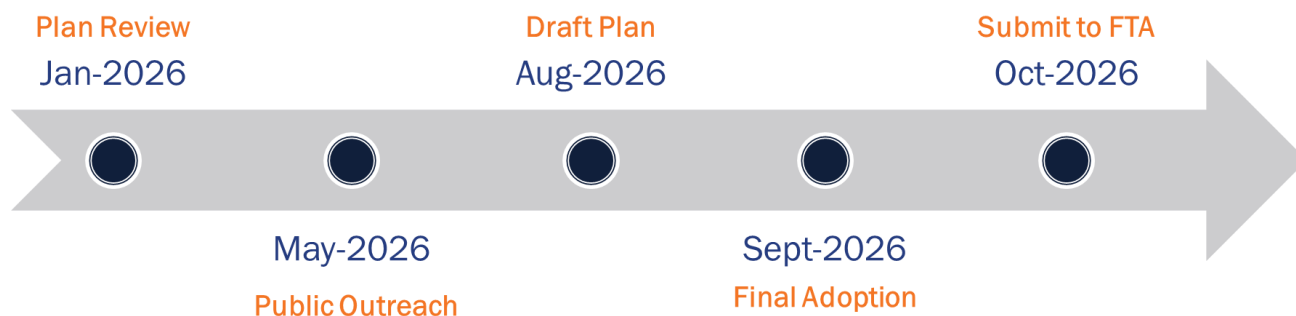 Plan Review
Jan-2026
Draft Plan
Aug-2026
Submit to FTA
Oct-2026
May-2026
Public Outreach
Sept-2026
Final Adoption